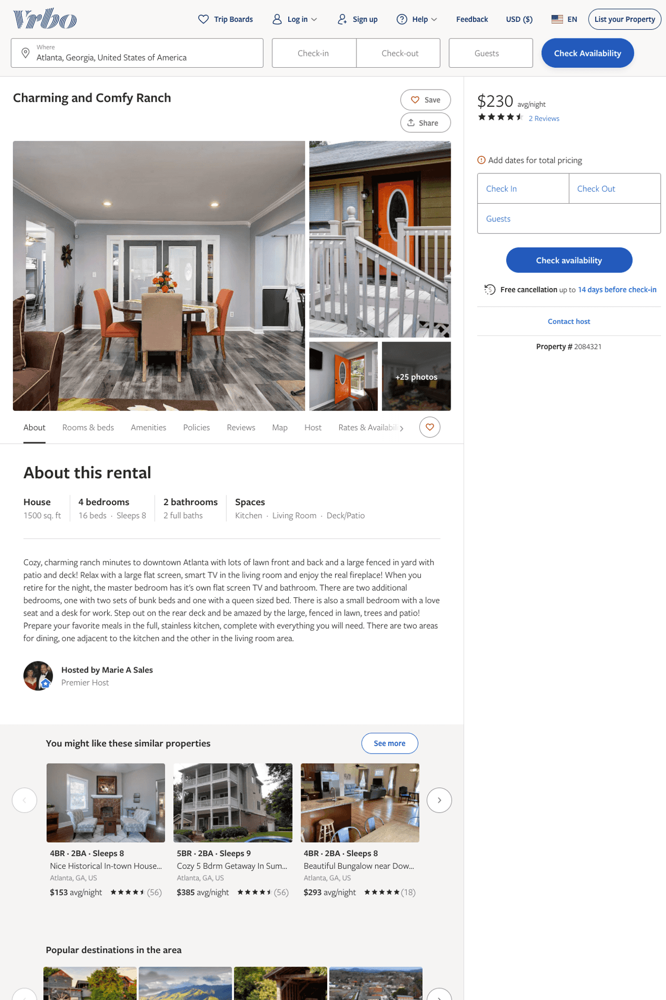 Vrbo
Trip Boards
Log in
Sign up
Help
Feedback
USD ($)
EN
List your Property
Where
Atlanta, Georgia, United States of America
Check-in
Check-out
Guests
Check Availability
Charming and Comfy Ranch
Save
Share
+25 photos
$230 avg/night
2 Reviews
Add dates for total pricing
Check In
Check Out
Guests
Check availability
Free cancellation up to 14 days before check-in
Contact host
Property # 2084321
About
Rooms & beds
Amenities
Policies
Reviews
Map
Host
Rates & Availabili
About this rental
House
1500 sq. ft
4 bedrooms
16 beds · Sleeps 8
2 bathrooms
2 full baths
Spaces
Kitchen · Living Room · Deck/Patio
Cozy, charming ranch minutes to downtown Atlanta with lots of lawn front and back and a large fenced in yard with
patio and deck! Relax with a large flat screen, smart TV in the living room and enjoy the real fireplace! When you
retire for the night, the master bedroom has it's own flat screen TV and bathroom. There are two additional
bedrooms, one with two sets of bunk beds and one with a queen sized bed. There is also a small bedroom with a love
seat and a desk for work. Step out on the rear deck and be amazed by the large, fenced in lawn, trees and patio!
Prepare your favorite meals in the full, stainless kitchen, complete with everything you will need. There are two areas
for dining, one adjacent to the kitchen and the other in the living room area.
Hosted by Marie A Sales
Premier Host
You might like these similar properties
See more
4BR · 2BA · Sleeps 8
Nice Historical In-town House...
Atlanta, GA, US
$153 avg/night
(56)
5BR · 2BA · Sleeps 9
Cozy 5 Bdrm Getaway In Sum...
Atlanta, GA, US
$385 avg/night
(56)
4BR · 2BA · Sleeps 8
Beautiful Bungalow near Dow...
Atlanta, GA, US
$293 avg/night
(18)
Popular destinations in the area